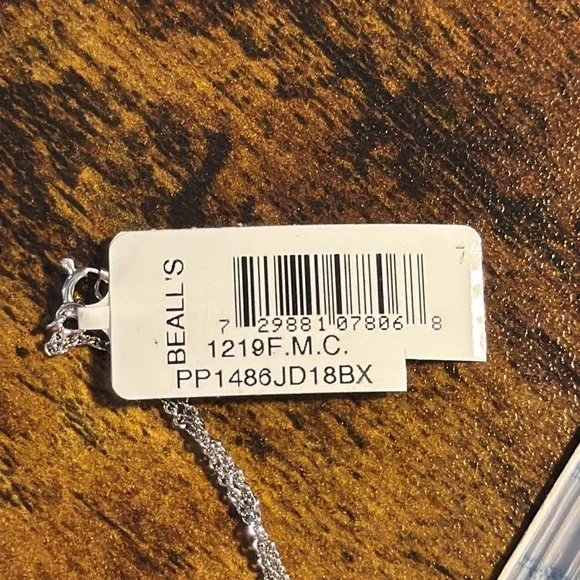 BEALL'S
7 29881 07806 8
1219F.M.C.
PP1486JD18BX